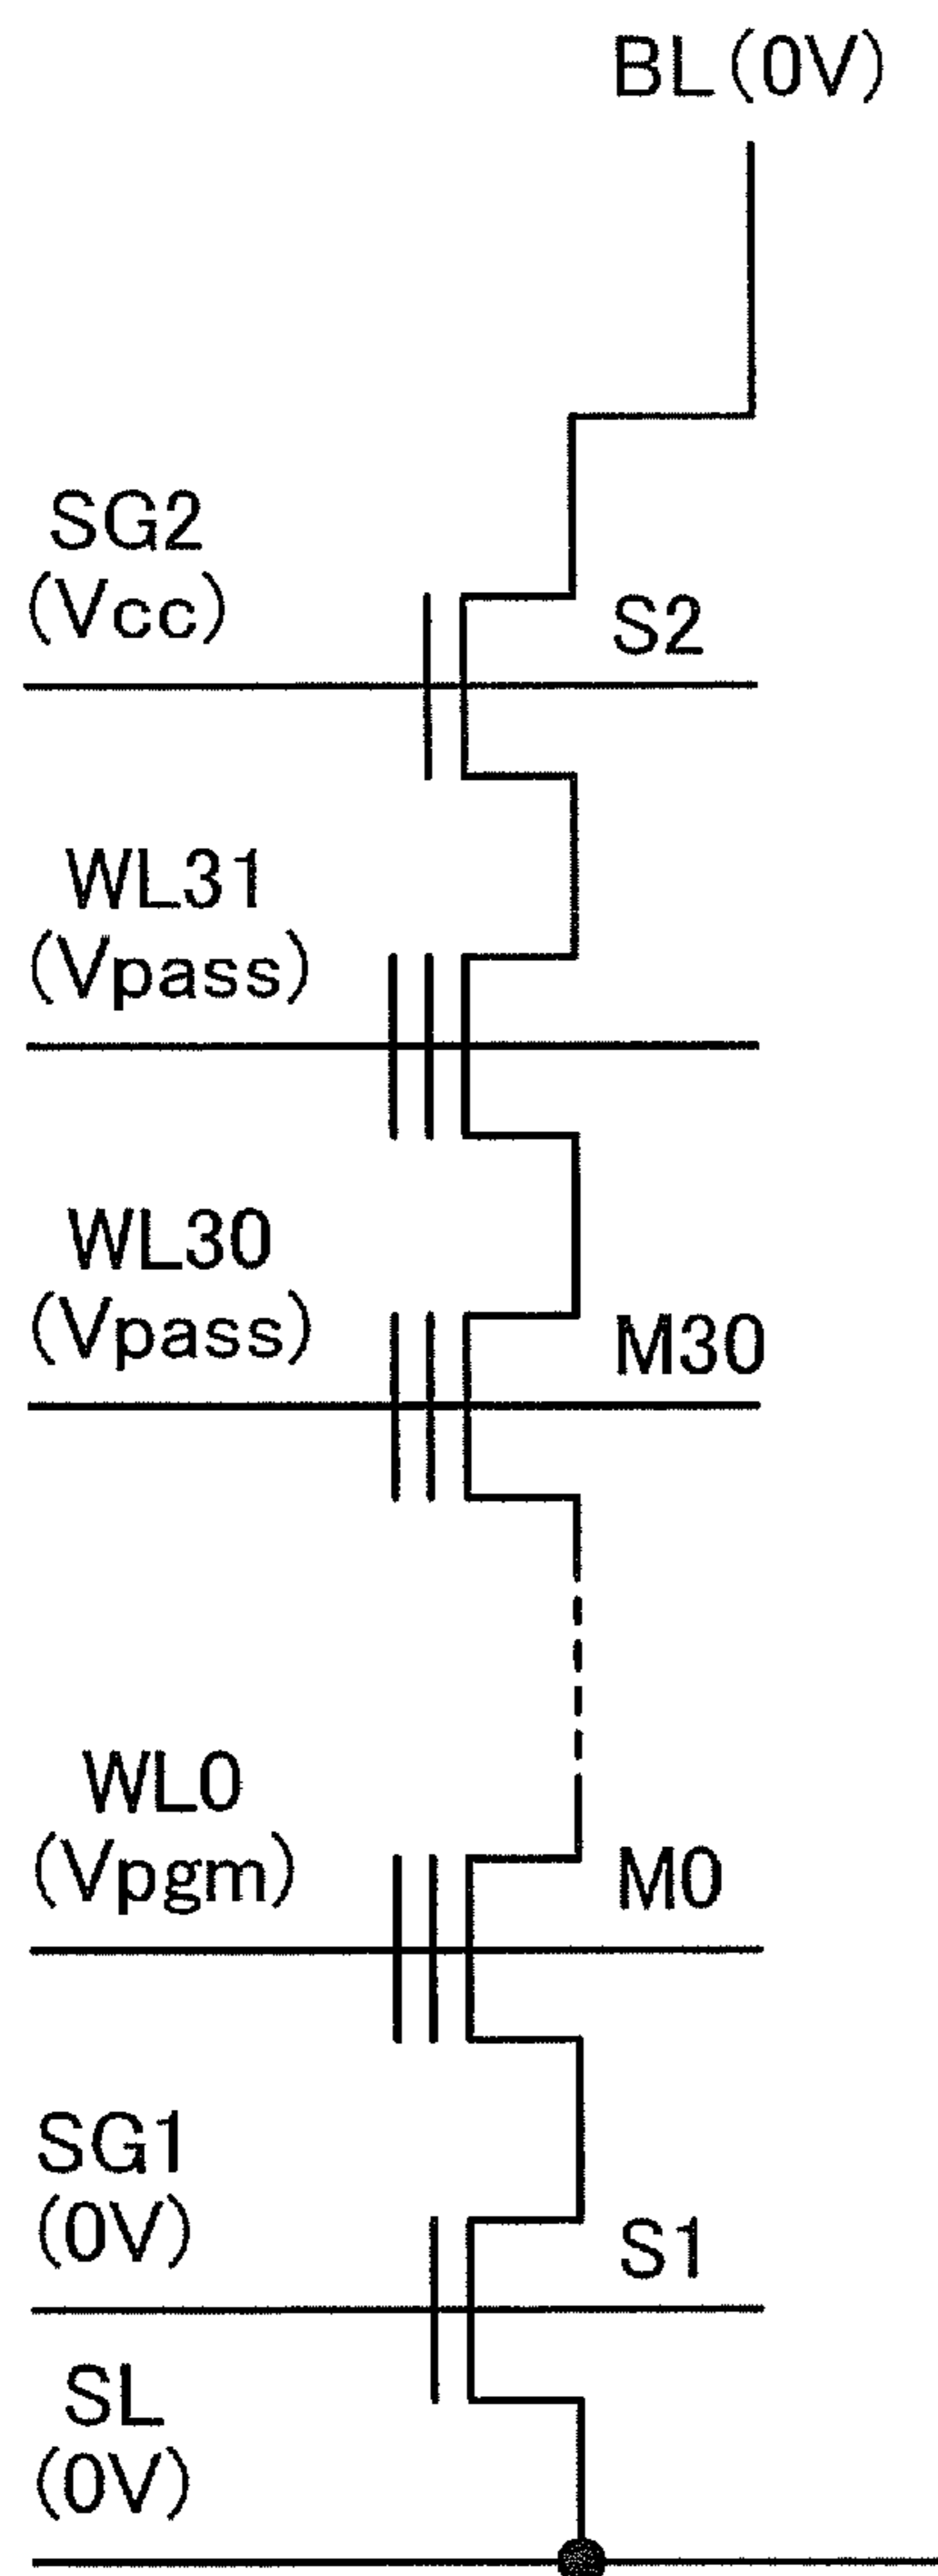 BL(0V)
SG2
(Vcc)
S2
WL31
(Vpass)
WL30
(Vpass)
M30
WL0
(Vpgm)
M0
SG1
(0V)
S1
SL
(0V)